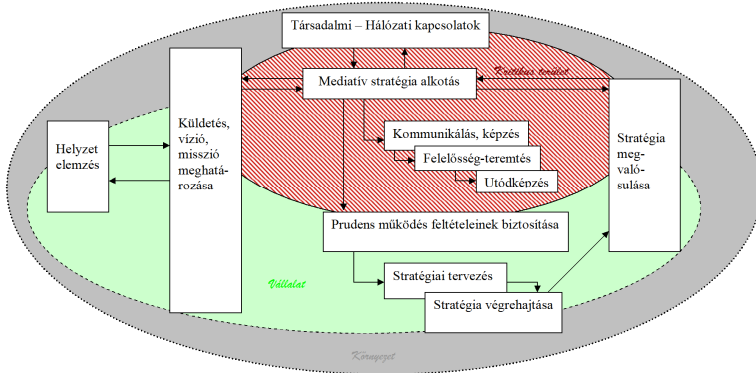 Társadalmi – Hálózati kapcsolatok
Kritikus terület
Mediatív stratégia alkotás
Küldetés,
vízió,
misszió
meghatá-
rozása
Helyzet
elemzés
Kommunikálás, képzés
Felelősség-teremtés
Utódképzés
Stratégia
meg-
való-
sulása
Prudens működés feltételeinek biztosítása
Stratégiai tervezés
Stratégia végrehajtása
Vállalat
Környezet